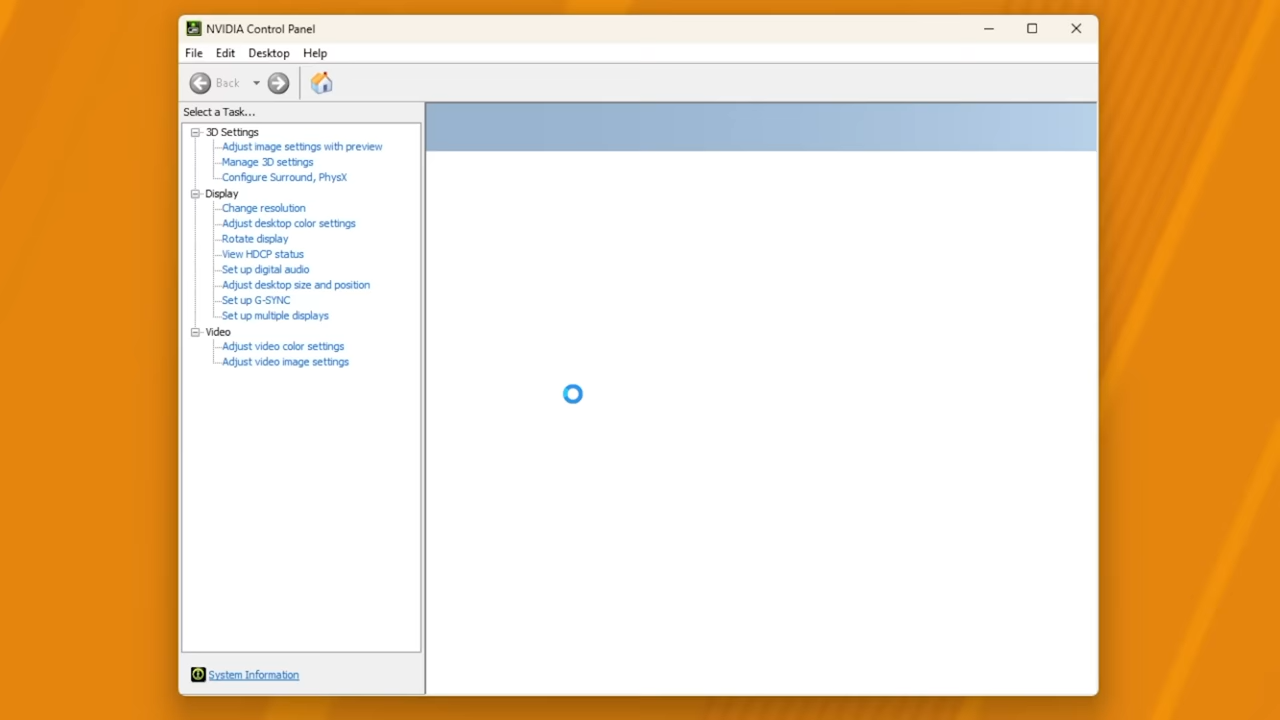 NVIDIA Control Panel
File Edit Desktop Help
Back
Select a Task...
3D Settings
Adjust image settings with preview
Manage 3D settings
Configure Surround, PhysX
Display
Change resolution
Adjust desktop color settings
Rotate display
View HDCP status
Set up digital audio
Adjust desktop size and position
Set up G-SYNC
Set up multiple displays
Video
Adjust video color settings
Adjust video image settings
System Information